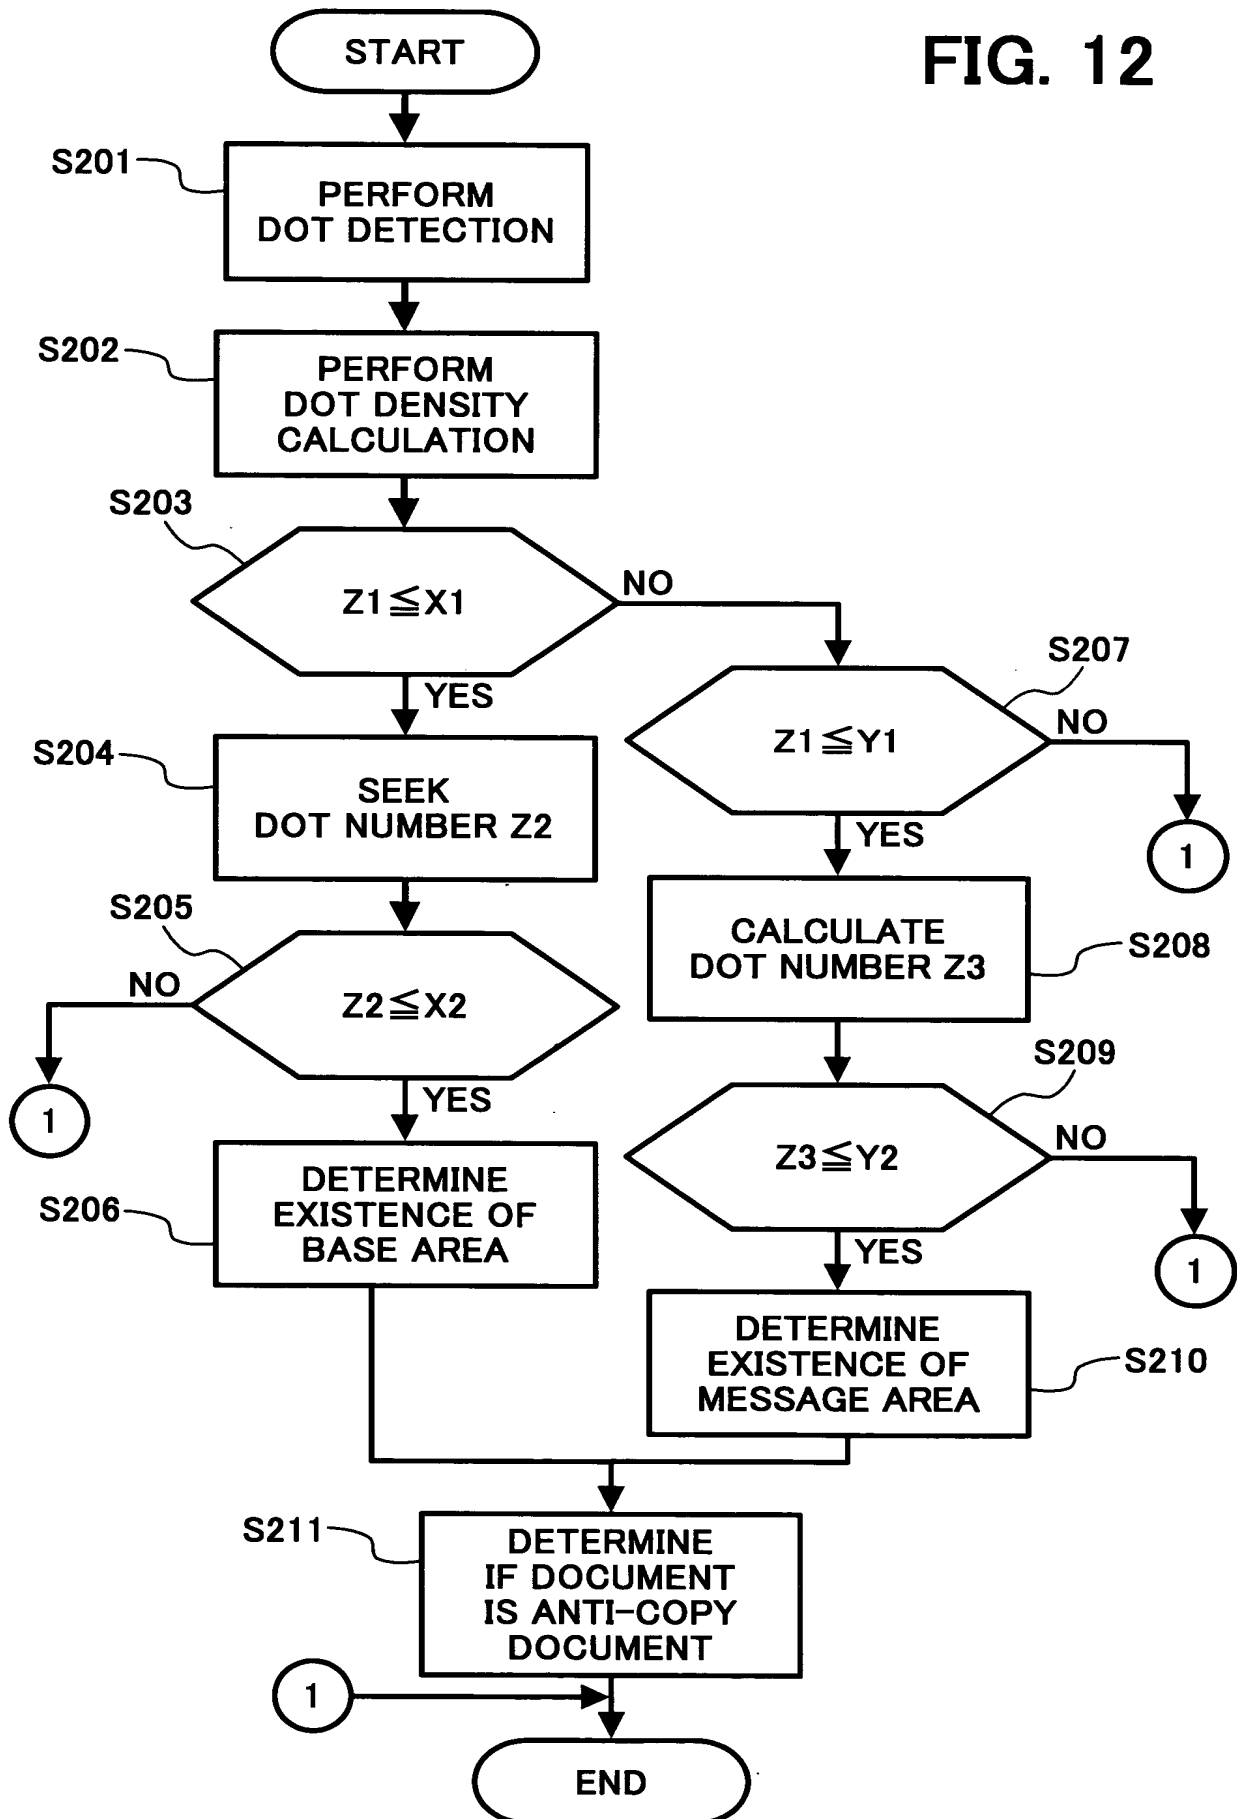 FIG. 12
START
S201
PERFORM
DOT DETECTION
S202
PERFORM
DOT DENSITY
CALCULATION
S203
Z1≦X1
NO
YES
S207
Z1≦Y1
NO
YES
1
S204
SEEK
DOT NUMBER Z2
S208
CALCULATE
DOT NUMBER Z3
S205
Z2≦X2
NO
YES
1
S209
Z3≦Y2
NO
YES
1
S206
DETERMINE
EXISTENCE OF
BASE AREA
S210
DETERMINE
EXISTENCE OF
MESSAGE AREA
S211
DETERMINE
IF DOCUMENT
IS ANTI-COPY
DOCUMENT
1
END